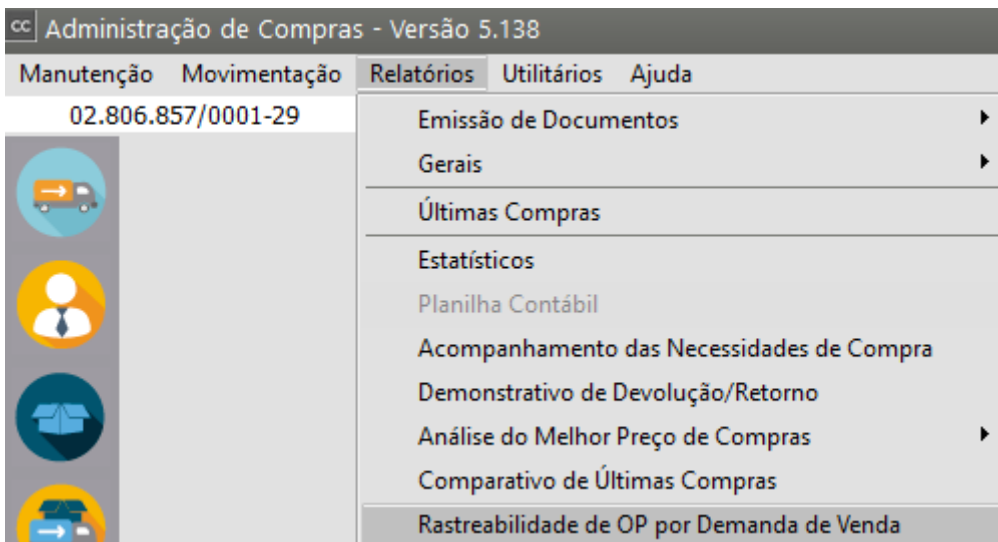 cc Administração de Compras - Versão 5.138
Manutenção Movimentação Relatórios Utilitários Ajuda
02.806.857/0001-29
Emissão de Documentos
Gerais
Últimas Compras
Estatísticos
Planilha Contábil
Acompanhamento das Necessidades de Compra
Demonstrativo de Devolução/Retorno
Análise do Melhor Preço de Compras
Comparativo de Últimas Compras
Rastreabilidade de OP por Demanda de Venda